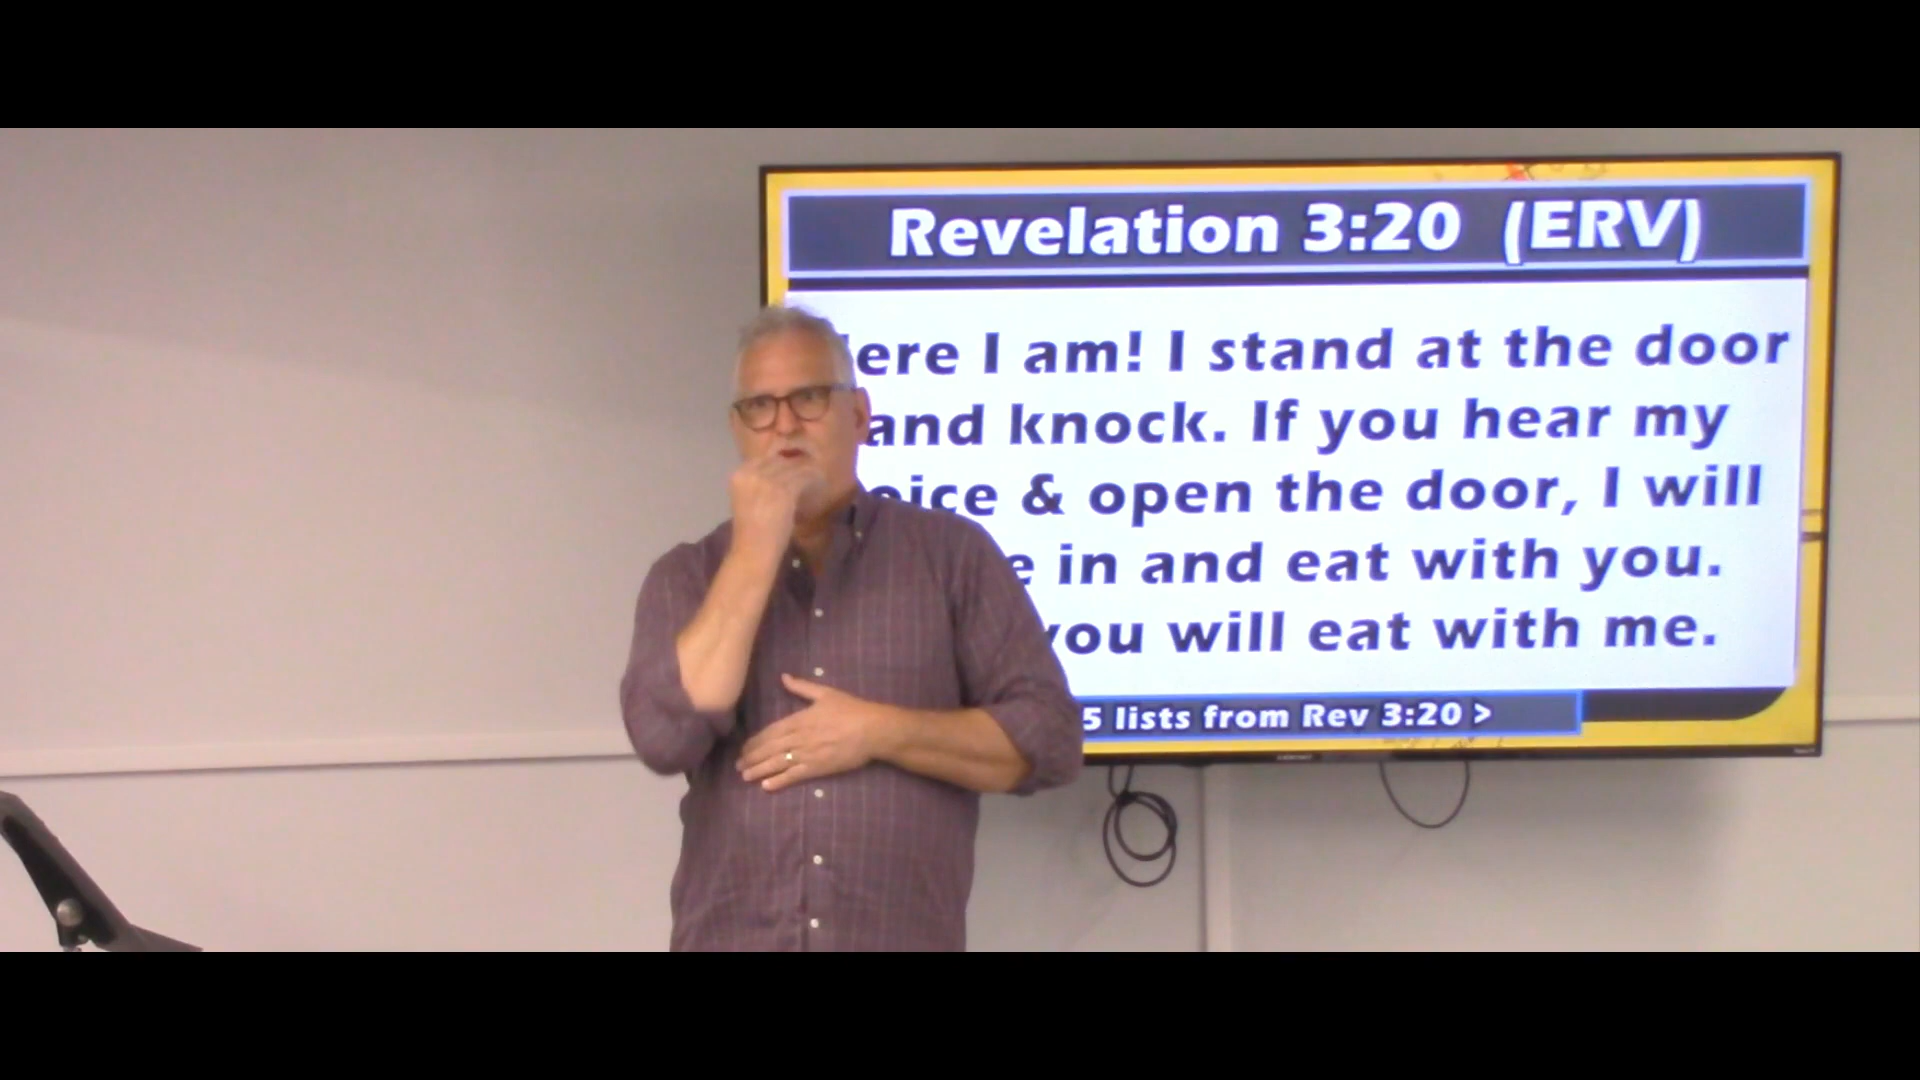 Revelation 3:20 (ERV)
ere I am! I stand at the door
and knock. If you hear my
oice & open the door, I will
e in and eat with you.
you will eat with me.
5 lists from Rev 3:20 >